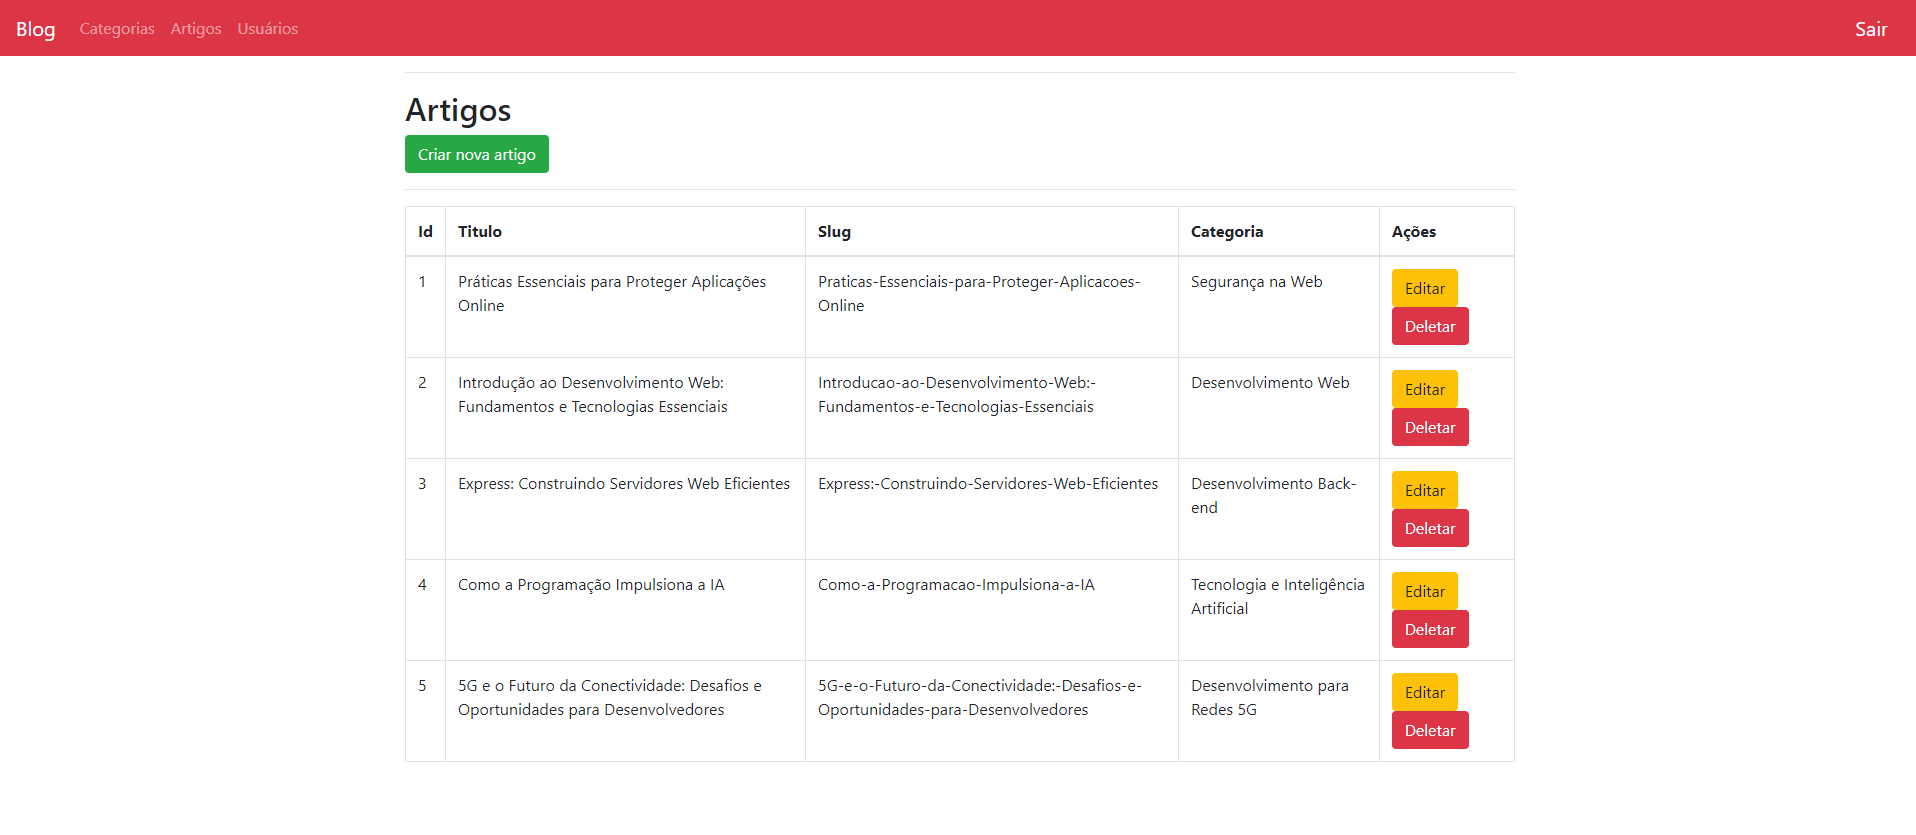 Blog Categorias Artigos Usuários Sair
Artigos
Criar nova artigo
Id Titulo Slug Categoria Ações
1 Práticas Essenciais para Proteger Aplicações Praticas-Essenciais-para-Proteger-Aplicacoes- Segurança na Web Editar
Online Online
Deletar
2 Introdução ao Desenvolvimento Web: Introducao-ao-Desenvolvimento-Web:- Desenvolvimento Web Editar
Fundamentos e Tecnologias Essenciais Fundamentos-e-Tecnologias-Essenciais
Deletar
3 Express: Construindo Servidores Web Eficientes Express:-Construindo-Servidores-Web-Eficientes Desenvolvimento Back- Editar
end
Deletar
4 Como a Programação Impulsiona a IA Como-a-Programacao-Impulsiona-a-IA Tecnologia e Inteligência Editar
Artificial
Deletar
5 5G e o Futuro da Conectividade: Desafios e 5G-e-o-Futuro-da-Conectividade:-Desafios-e- Desenvolvimento para Editar
Oportunidades para Desenvolvedores Oportunidades-para-Desenvolvedores Redes 5G
Deletar